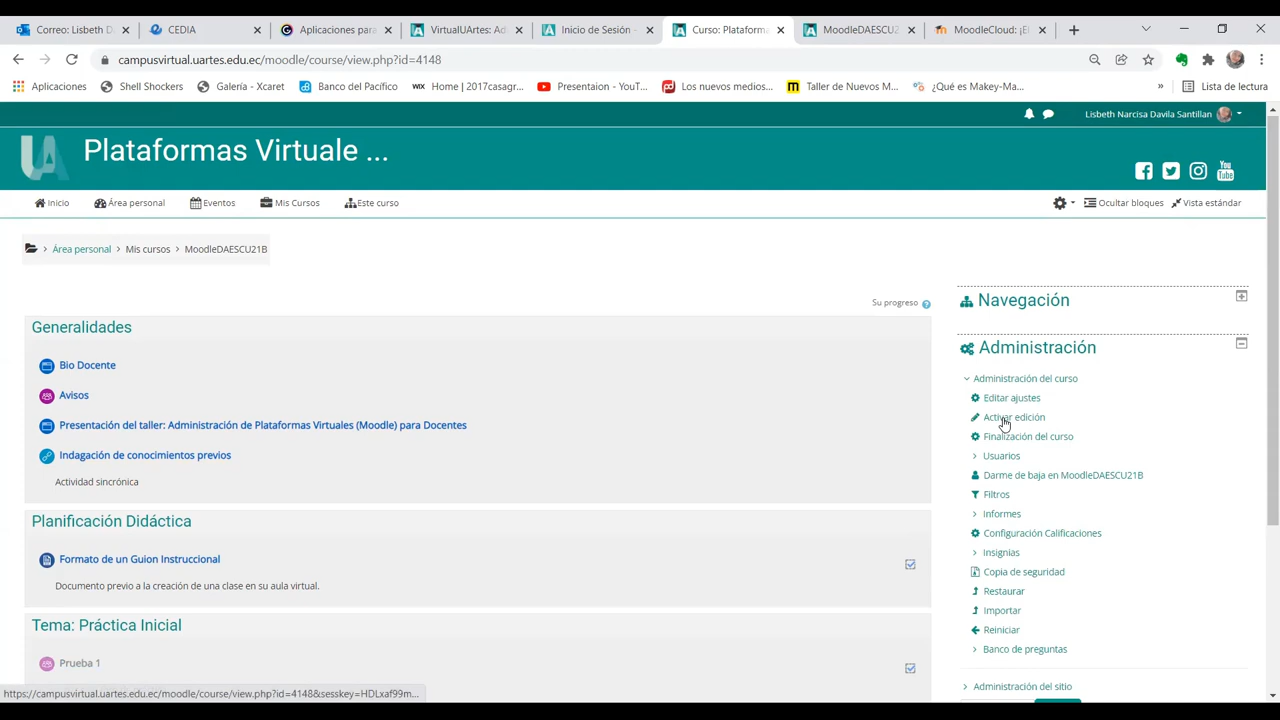 Correo: Lisbeth D
CEDIA
Aplicaciones para
VirtualUArtes: Ad
Inicio de Sesión -
Curso: Plataforma
MoodleDAESCU2
MoodleCloud: ¡El
campusvirtual.uartes.edu.ec/moodle/course/view.php?id=4148
Aplicaciones
Shell Shockers
Galería - Xcaret
Banco del Pacífico
WIX Home | 2017casagr...
Presentaion - YouT...
Los nuevos medios...
Taller de Nuevos M...
¿Qué es Makey-Ma...
»
Lista de lectura
Lisbeth Narcisa Davila Santillan
UA
Plataformas Virtuale ...
You Tube
Inicio
Área personal
Eventos
Mis Cursos
Este curso
Ocultar bloques
Vista estándar
Área personal > Mis cursos > MoodleDAESCU21B
Su progreso
Generalidades
Bio Docente
Avisos
Presentación del taller: Administración de Plataformas Virtuales (Moodle) para Docentes
Indagación de conocimientos previos
Actividad sincrónica
Planificación Didáctica
Formato de un Guion Instruccional
Documento previo a la creación de una clase en su aula virtual.
Tema: Práctica Inicial
Prueba 1
https://campusvirtual.uartes.edu.ec/moodle/course/view.php?id=4148&sesskey=HDLxaf99m...
Navegación
Administración
Administración del curso
Editar ajustes
Activar edición
Finalización del curso
Usuarios
Darme de baja en MoodleDAESCU21B
Filtros
Informes
Configuración Calificaciones
Insignias
Copia de seguridad
Restaurar
Importar
Reiniciar
Banco de preguntas
Administración del sitio